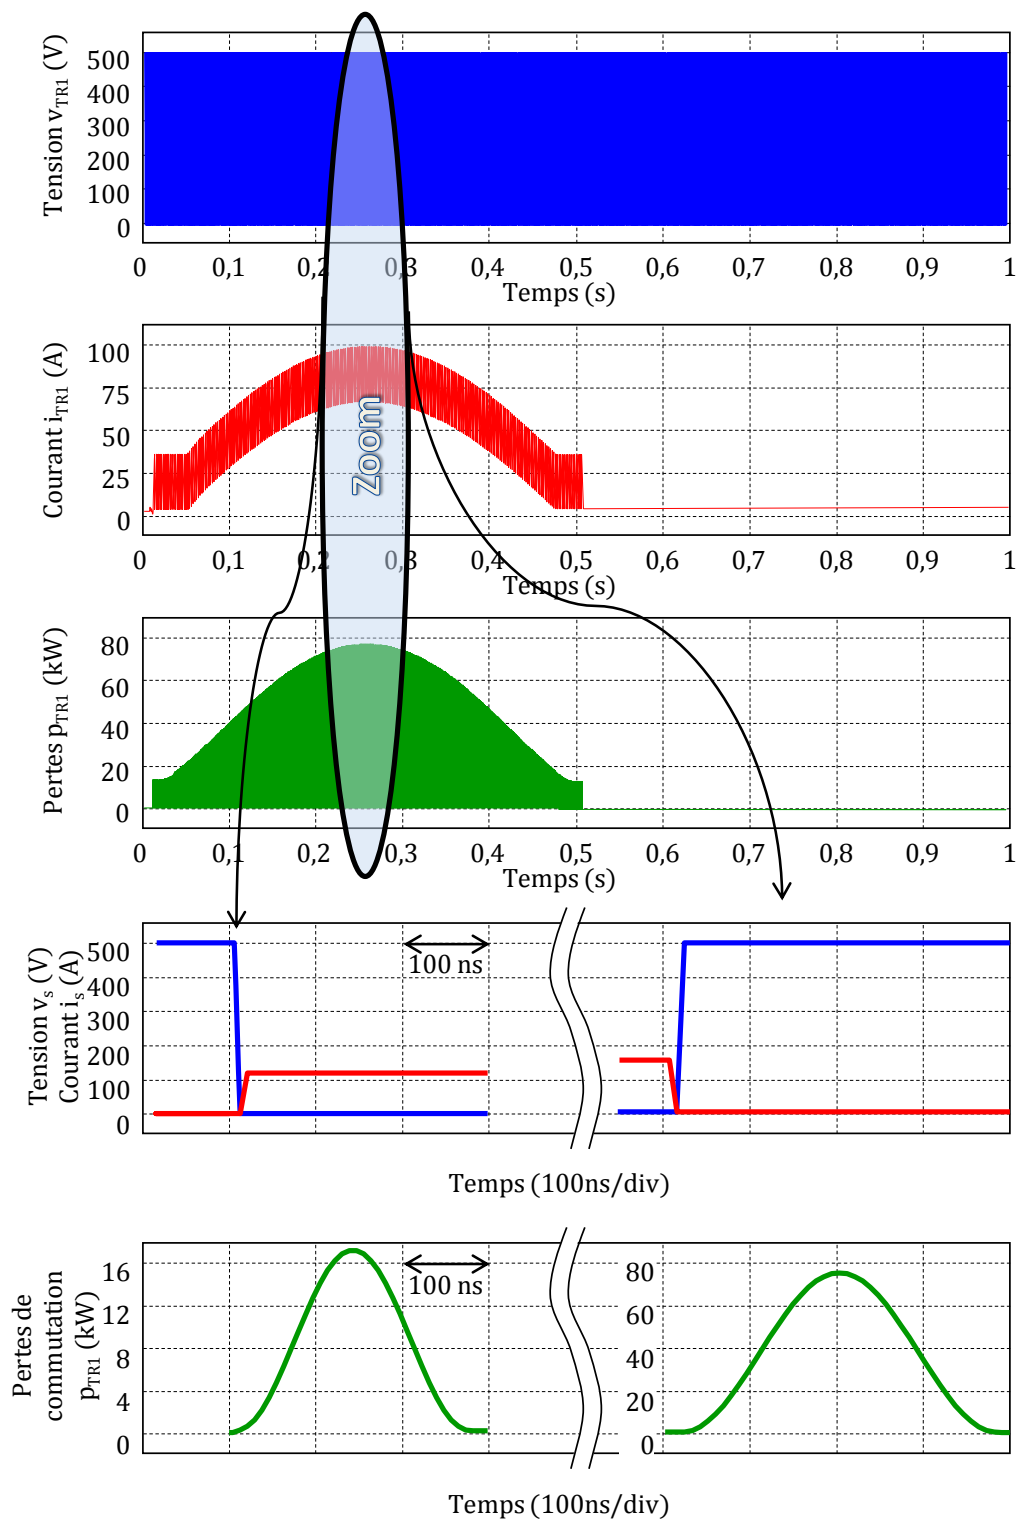 Tension v_TR1 (V)
500
400
300
200
100
0
0 0,1 0,2 0,3 0,4 0,5 0,6 0,7 0,8 0,9 1
Temps (s)
Courant i_TR1 (A)
100
75
50
25
0
Zoom
0 0,1 0,2 0,3 0,4 0,5 0,6 0,7 0,8 0,9 1
Temps (s)
Pertes p_TR1 (kW)
80
60
40
20
0
0 0,1 0,2 0,3 0,4 0,5 0,6 0,7 0,8 0,9 1
Temps (s)
Tension v_s (V)
Courant i_s (A)
500
400
300
200
100
0
100 ns
Temps (100ns/div)
Pertes de
commutation
p_TR1 (kW)
16
12
8
4
0
100 ns
80
60
40
20
0
Temps (100ns/div)